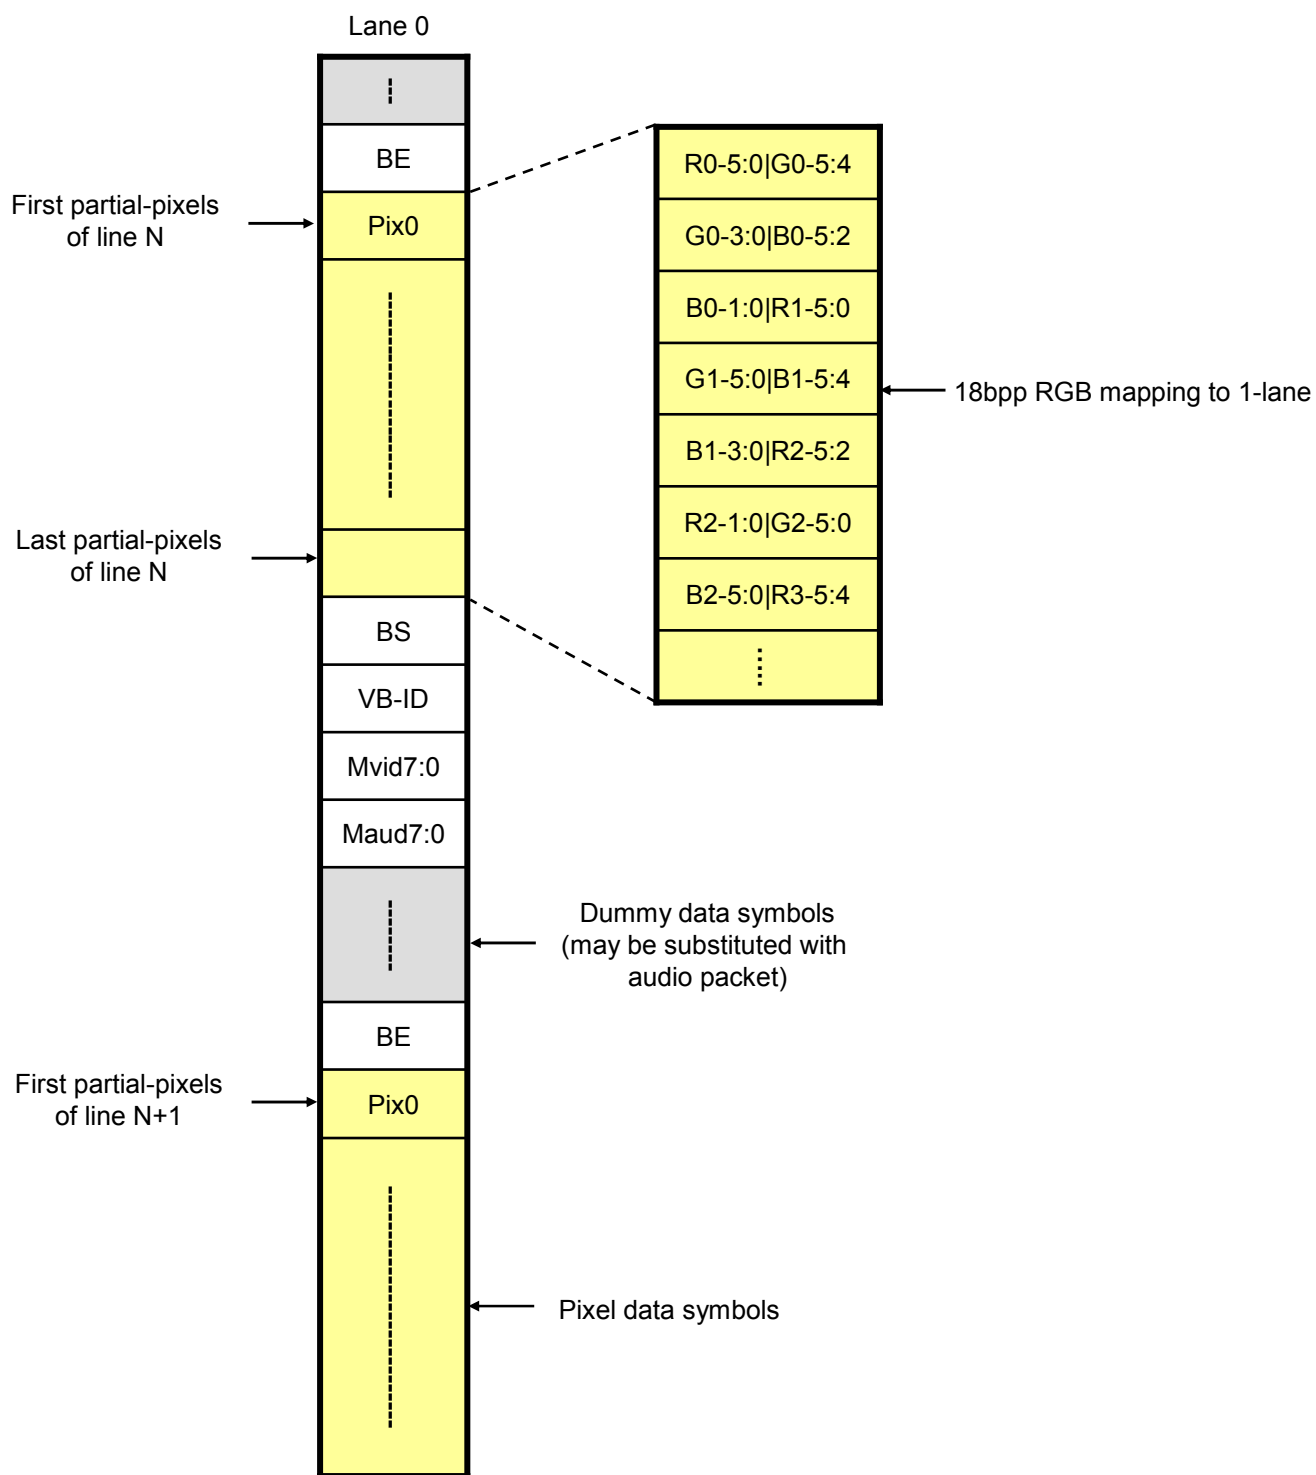 Lane 0
BE
First partial-pixels
of line N
Pix0
Last partial-pixels
of line N
BS
VB-ID
Mvid7:0
Maud7:0
Dummy data symbols
(may be substituted with
audio packet)
BE
First partial-pixels
of line N+1
Pix0
Pixel data symbols
R0-5:0|G0-5:4
G0-3:0|B0-5:2
B0-1:0|R1-5:0
G1-5:0|B1-5:4
B1-3:0|R2-5:2
R2-1:0|G2-5:0
B2-5:0|R3-5:4
18bpp RGB mapping to 1-lane